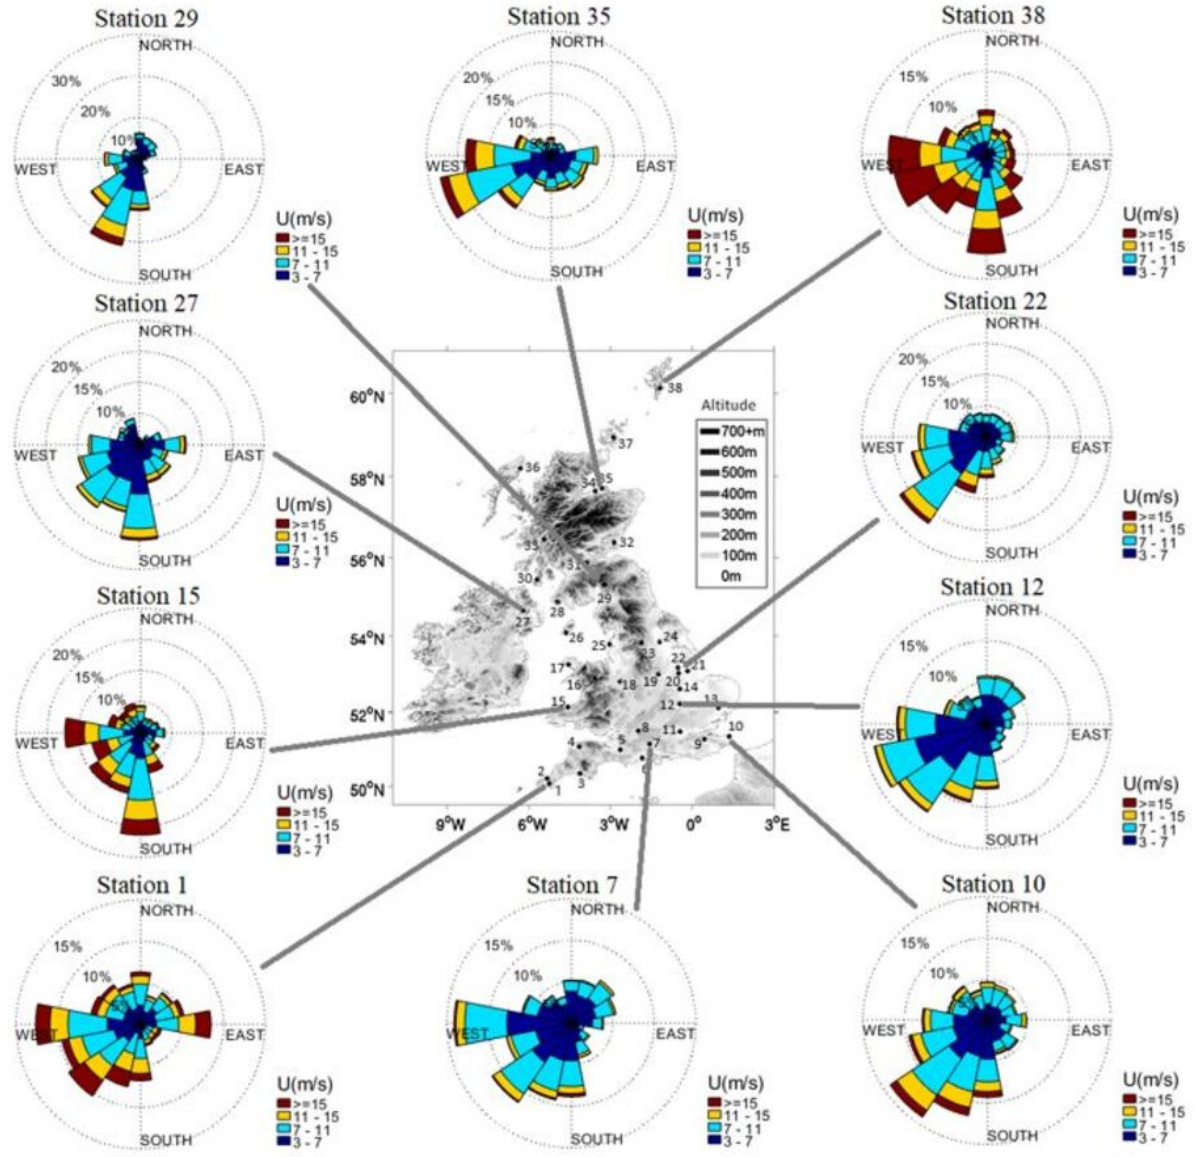 Station 29
NORTH
30%
20%
10%
WEST
EAST
SOUTH
U(m/s)
>=15
11 - 15
7 - 11
3 - 7
Station 35
NORTH
20%
15%
10%
WEST
EAST
SOUTH
U(m/s)
>=15
11 - 15
7 - 11
3 - 7
Station 38
NORTH
15%
10%
WEST
EAST
SOUTH
U(m/s)
>=15
11 - 15
7 - 11
3 - 7
Station 27
NORTH
20%
15%
10%
WEST
EAST
SOUTH
U(m/s)
>=15
11 - 15
7 - 11
3 - 7
Station 22
NORTH
20%
15%
10%
WEST
EAST
SOUTH
U(m/s)
>=15
11 - 15
7 - 11
3 - 7
60°N
58°N
56°N
54°N
52°N
50°N
9°W
6°W
3°W
0°
3°E
Altitude
700+m
600m
500m
400m
300m
200m
100m
0m
38
37
36
35
34
33
32
31
30
29
28
27
26
25
24
23
22
21
20
19
18
17
16
15
14
13
12
11
10
9
8
7
5
4
3
2
1
Station 15
NORTH
20%
15%
10%
WEST
EAST
SOUTH
U(m/s)
>=15
11 - 15
7 - 11
3 - 7
Station 12
NORTH
15%
10%
WEST
EAST
SOUTH
U(m/s)
>=15
11 - 15
7 - 11
3 - 7
Station 1
NORTH
15%
10%
WEST
EAST
SOUTH
U(m/s)
>=15
11 - 15
7 - 11
3 - 7
Station 7
NORTH
15%
10%
WEST
EAST
SOUTH
U(m/s)
>=15
11 - 15
7 - 11
3 - 7
Station 10
NORTH
15%
10%
WEST
EAST
SOUTH
U(m/s)
>=15
11 - 15
7 - 11
3 - 7